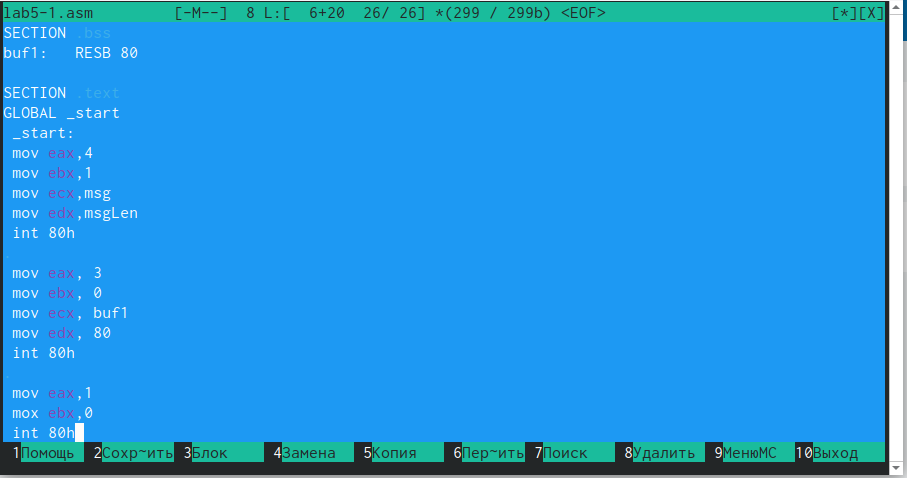 lab5-1.asm [-M--] 8 L:[ 6+20 26/ 26] *(299 / 299b) <EOF> [*][X]
SECTION .bss
buf1: RESB 80
SECTION .text
GLOBAL _start
_start:
mov eax,4
mov ebx,1
mov ecx,msg
mov edx,msgLen
int 80h
mov eax, 3
mov ebx, 0
mov ecx, buf1
mov edx, 80
int 80h
mov eax,1
mox ebx,0
int 80h
1Помощь 2Сохр~ить 3Блок 4Замена 5Копия 6Пер~ить 7Поиск 8Удалить 9МенюMC 10Выход